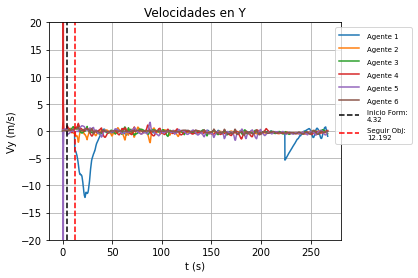 Velocidades en Y
20
15
10
5
0
−5
−10
−15
−20
Vy (m/s)
0
50
100
150
200
250
t (s)
Agente 1
Agente 2
Agente 3
Agente 4
Agente 5
Agente 6
Inicio Form:
4.32
Seguir Obj:
12.192